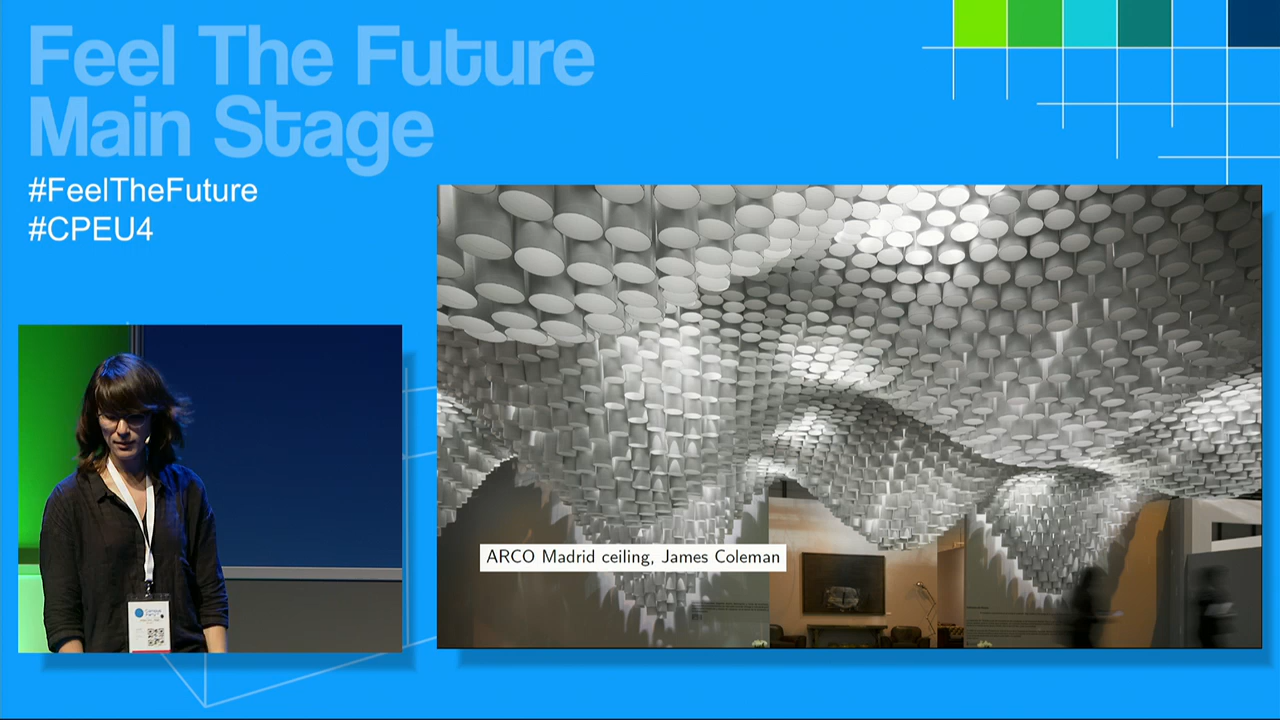 Feel The Future
Main Stage
#FeelTheFuture
#CPEU4
ARCO Madrid ceiling, James Coleman